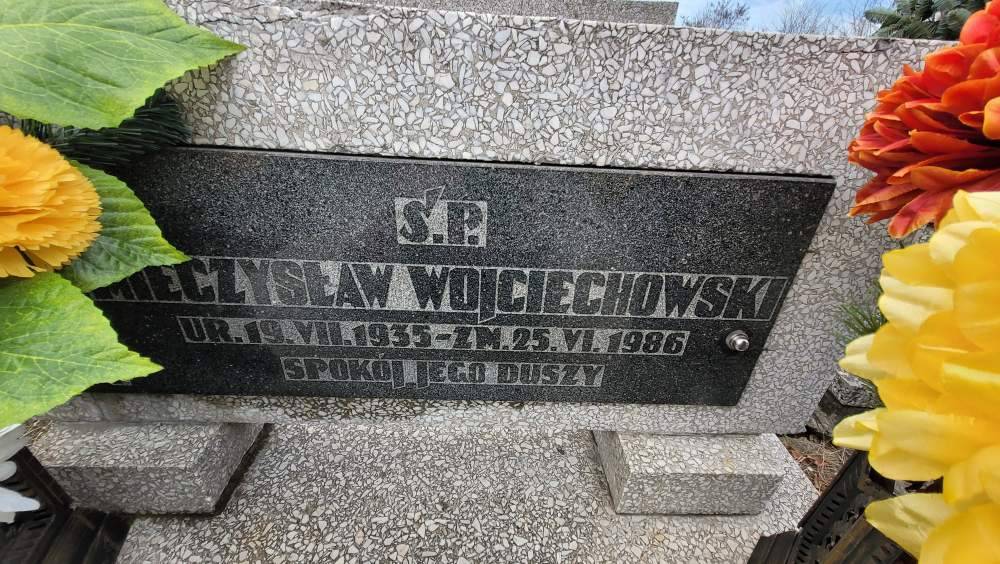 Ś.P.
MIECZYSŁAW WOJCIECHOWSKI
UR. 19. VII. 1935-ZM. 25. VI. 1986
SPOKÓJ JEGO DUSZY